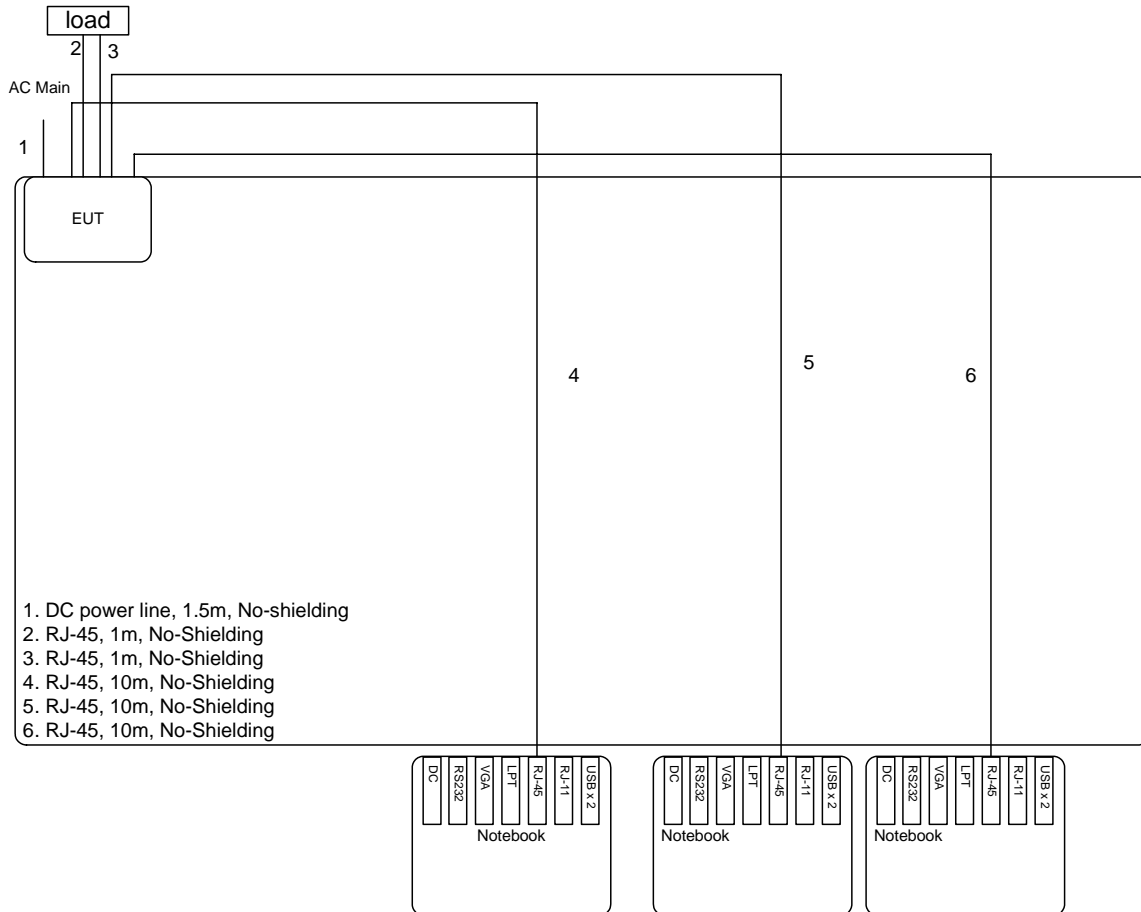 load
2
3
AC Main
1
EUT
4
5
6
1. DC power line, 1.5m, No-shielding
2. RJ-45, 1m, No-Shielding
3. RJ-45, 1m, No-Shielding
4. RJ-45, 10m, No-Shielding
5. RJ-45, 10m, No-Shielding
6. RJ-45, 10m, No-Shielding
DC
RS232
VGA
LPT
RJ-45
RJ-11
USB x 2
Notebook
DC
RS232
VGA
LPT
RJ-45
RJ-11
USB x 2
Notebook
DC
RS232
VGA
LPT
RJ-45
RJ-11
USB x 2
Notebook